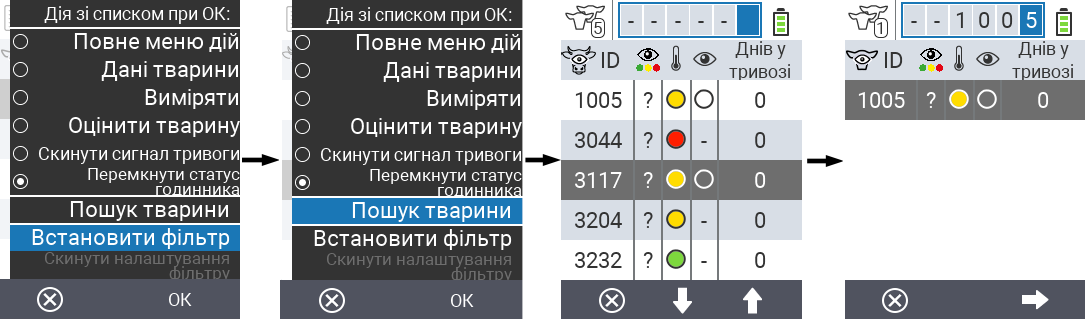 Дія зі списком при ОК:
Повне меню дій
Дані тварини
Виміряти
Оцінити тварину
Скинути сигнал тривоги
Перемкнути статус
годинника
Пошук тварини
Встановити фільтр
Скинути налаштування
фільтру
ОК
Дія зі списком при ОК:
Повне меню дій
Дані тварини
Виміряти
Оцінити тварину
Скинути сигнал тривоги
Перемкнути статус
годинника
Пошук тварини
Встановити фільтр
Скинути налаштування
фільтру
ОК
5 - - - - -
ID Днів у
тривозі
1005 ? 0
3044 ? - 0
3117 ? 0
3204 ? - 0
3232 ? - 0
1 - - 1 0 0 5
ID Днів у
тривозі
1005 ? 0